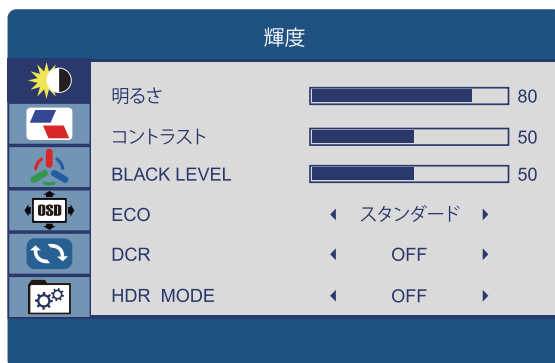 輝度
明るさ 80
コントラスト 50
BLACK LEVEL 50
ECO スタンダード
OSD
DCR OFF
HDR MODE OFF